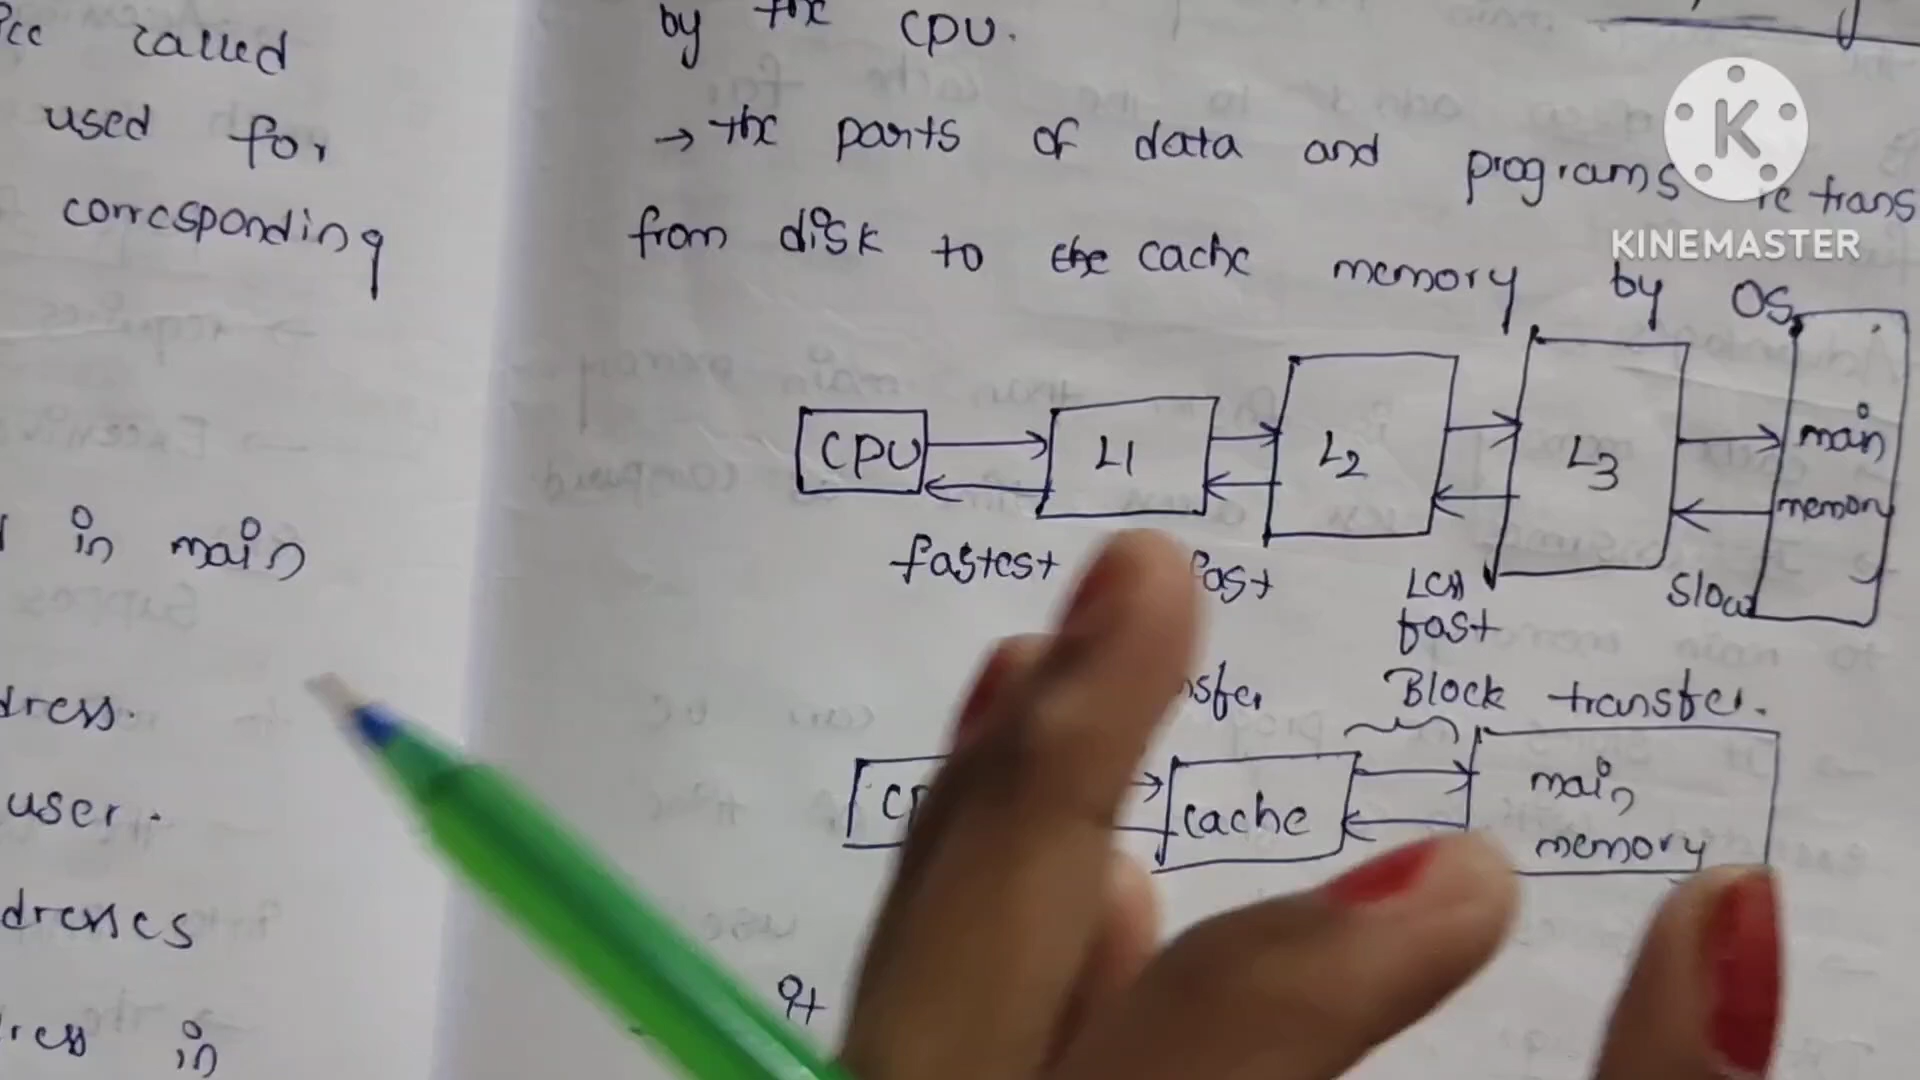 called
used for
corresponding
in main
user.
in
by the CPU.
→ the parts of data and programs
from disk to the cache memory by OS.
CPU L1 L2 L3 main
memory
fastest fast Less
fast
Slow
Block transfer.
cache main
memory
It
KINEMASTER